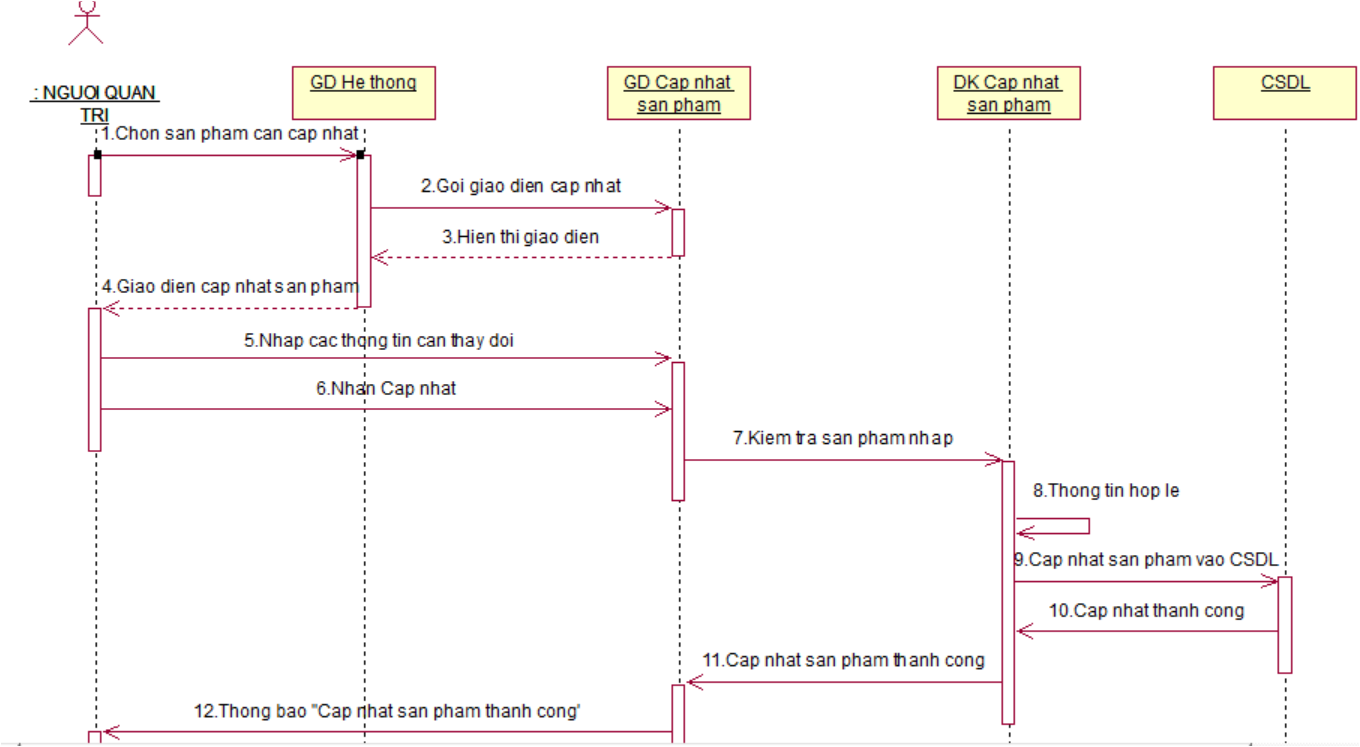 : NGUOI QUAN
TRI
GD He thong
GD Cap nhat
san pham
DK Cap nhat
san pham
CSDL
1.Chon san pham can cap nhat
2.Goi giao dien cap nhat
3.Hien thi giao dien
4.Giao dien cap nhat san pham
5.Nhap cac thong tin can thay doi
6.Nhan Cap nhat
7.Kiem tra san pham nhap
8.Thong tin hop le
9.Cap nhat san pham vao CSDL
10.Cap nhat thanh cong
11.Cap nhat san pham thanh cong
12.Thong bao "Cap nhat san pham thanh cong'